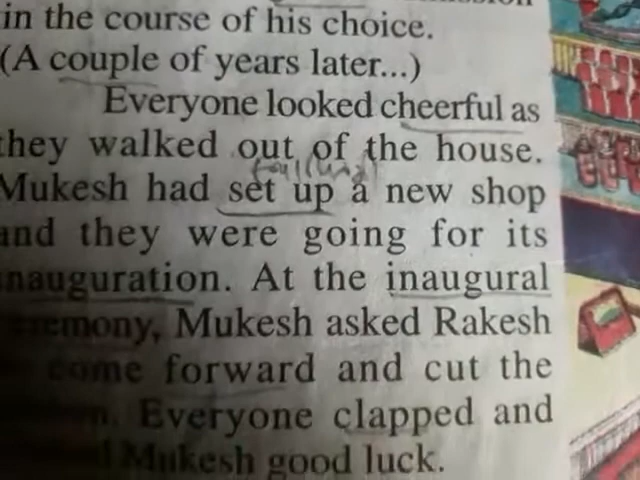 in the course of his choice.
(A couple of years later...)
Everyone looked cheerful as
they walked out of the house.
Mukesh had set up a new shop
and they were going for its
inauguration. At the inaugural
ceremony, Mukesh asked Rakesh
come forward and cut the
Everyone clapped and
Mukesh good luck.